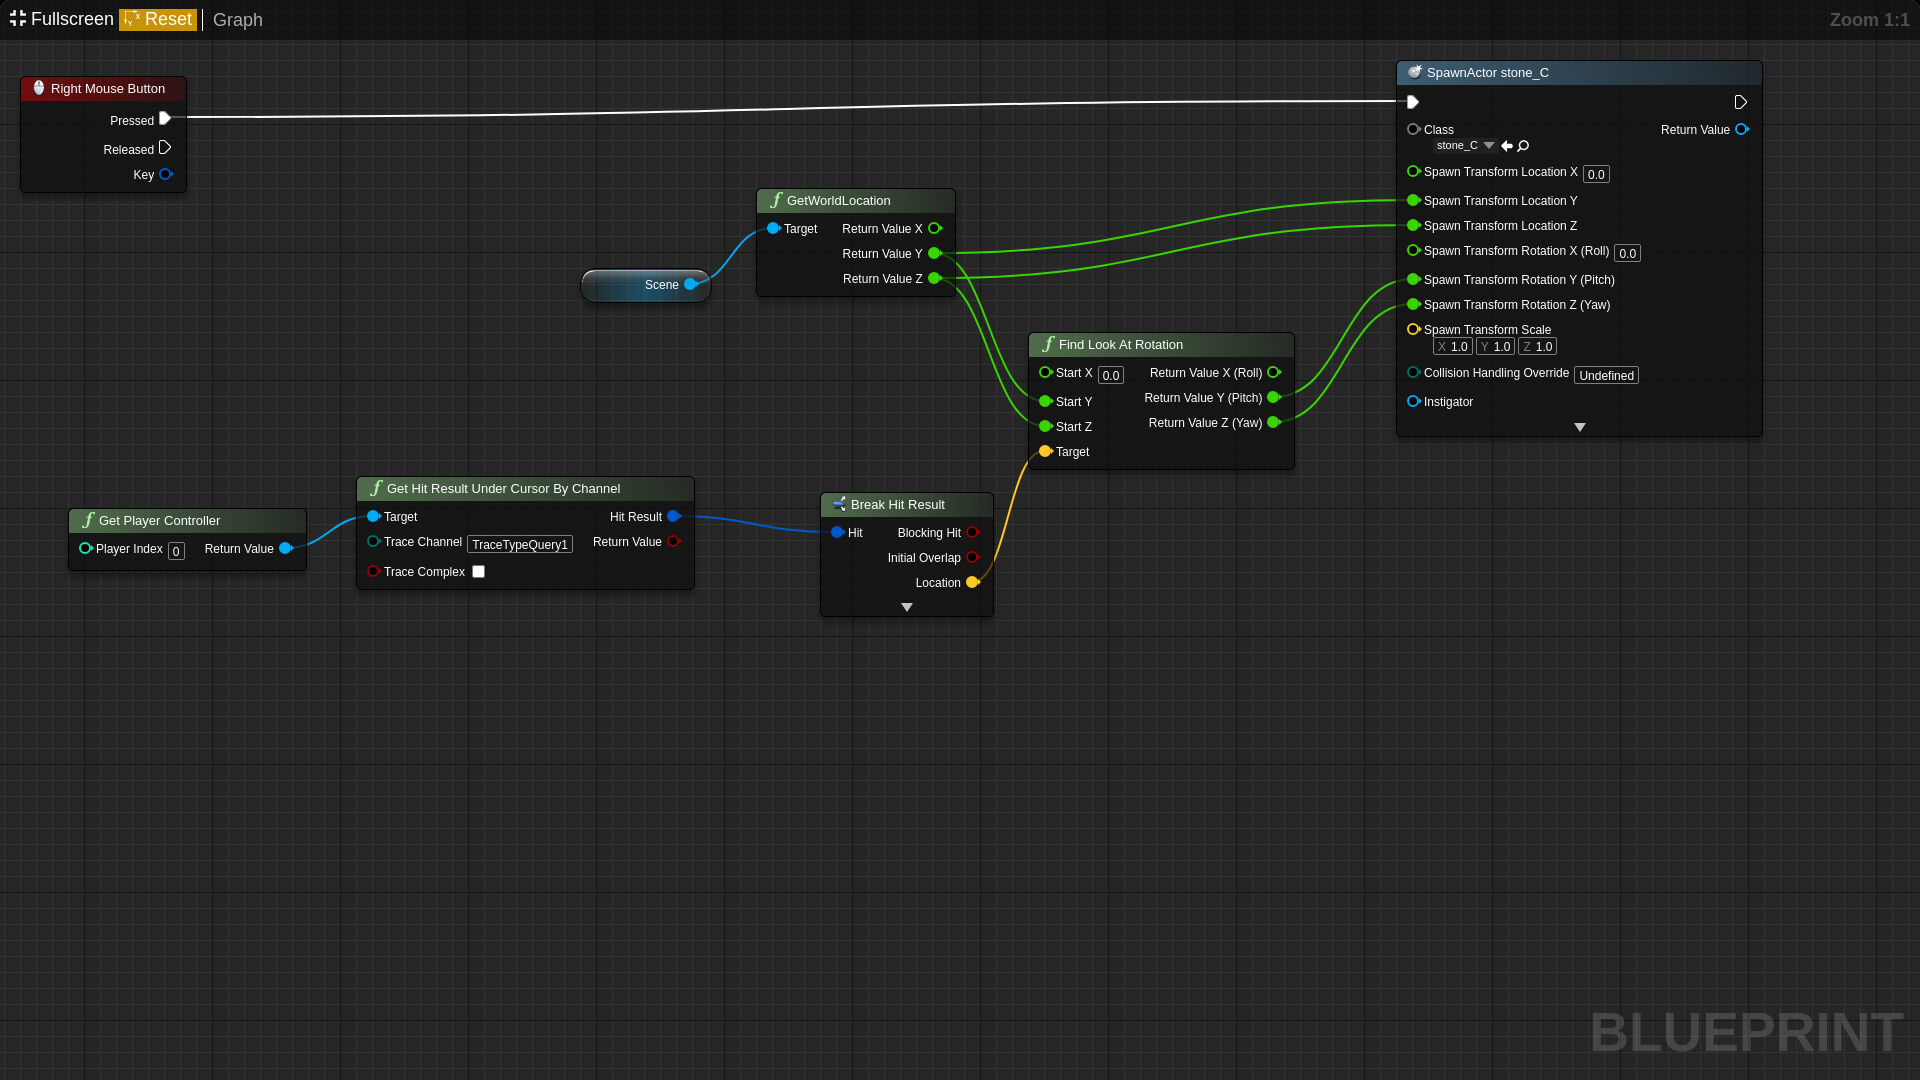 Fullscreen Reset Graph
Zoom 1:1
Right Mouse Button
Pressed
Released
Key
SpawnActor stone_C
Class
Return Value
stone_C
Spawn Transform Location X 0.0
Spawn Transform Location Y
Spawn Transform Location Z
Spawn Transform Rotation X (Roll) 0.0
Spawn Transform Rotation Y (Pitch)
Spawn Transform Rotation Z (Yaw)
Spawn Transform Scale
X 1.0 Y 1.0 Z 1.0
Collision Handling Override Undefined
Instigator
GetWorldLocation
Target Return Value X
Return Value Y
Return Value Z
Scene
Find Look At Rotation
Start X 0.0 Return Value X (Roll)
Start Y Return Value Y (Pitch)
Start Z Return Value Z (Yaw)
Target
Get Player Controller
Player Index 0 Return Value
Get Hit Result Under Cursor By Channel
Target Hit Result
Trace Channel TraceTypeQuery1 Return Value
Trace Complex
Break Hit Result
Hit Blocking Hit
Initial Overlap
Location
BLUEPRINT